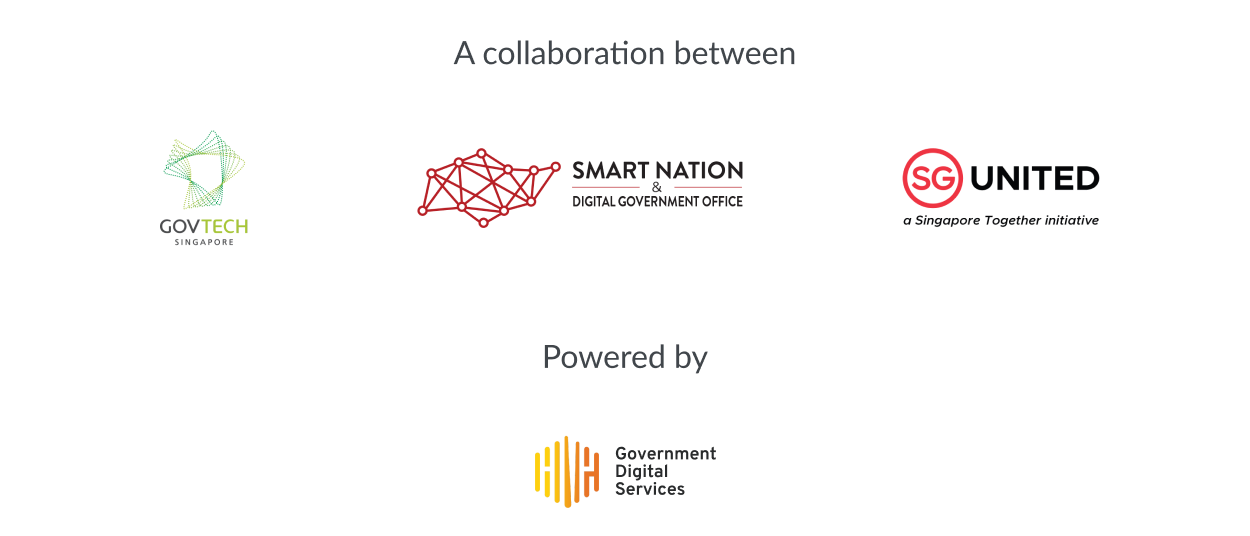 A collaboration between
GOVTECH
SINGAPORE
SMART NATION
&
DIGITAL GOVERNMENT OFFICE
SG UNITED
a Singapore Together initiative
Powered by
Government
Digital
Services